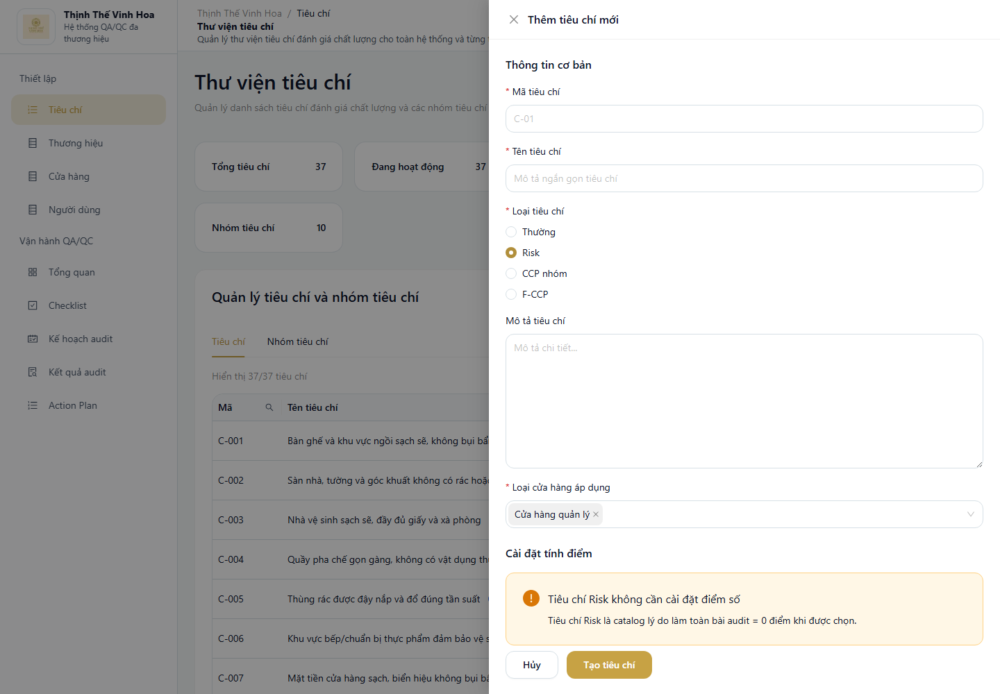 Thịnh Thế Vinh Hoa
Hệ thống QA/QC đa
thương hiệu
Thiết lập
Tiêu chí
Thương hiệu
Cửa hàng
Người dùng
Vận hành QA/QC
Tổng quan
Checklist
Kế hoạch audit
Kết quả audit
Action Plan
Thịnh Thế Vinh Hoa / Tiêu chí
Thư viện tiêu chí
Quản lý thư viện tiêu chí đánh giá chất lượng cho toàn hệ thống và từng
Thư viện tiêu chí
Quản lý danh sách tiêu chí đánh giá chất lượng và các nhóm tiêu chí
Tổng tiêu chí 37
Đang hoạt động 37
Nhóm tiêu chí 10
Quản lý tiêu chí và nhóm tiêu chí
Tiêu chí Nhóm tiêu chí
Hiển thị 37/37 tiêu chí
Mã Tên tiêu chí
C-001 Bàn ghế và khu vực ngồi sạch sẽ, không bụi
C-002 Sàn nhà, tường và góc khuất không có rác
C-003 Nhà vệ sinh sạch sẽ, đầy đủ giấy và xà phòng
C-004 Quầy pha chế gọn gàng, không có vật dụng
C-005 Thùng rác được đậy nắp và đổ đúng tần suất
C-006 Khu vực bếp/chuẩn bị thực phẩm đảm bảo vệ
C-007 Mặt tiền cửa hàng sạch, biển hiệu không bụi
Thêm tiêu chí mới
Thông tin cơ bản
* Mã tiêu chí
C-01
* Tên tiêu chí
Mô tả ngắn gọn tiêu chí
* Loại tiêu chí
Thường
Risk
CCP nhóm
F-CCP
Mô tả tiêu chí
Mô tả chi tiết...
* Loại cửa hàng áp dụng
Cửa hàng quản lý
Cài đặt tính điểm
Tiêu chí Risk không cần cài đặt điểm số
Tiêu chí Risk là catalog lý do làm toàn bài audit = 0 điểm khi được chọn.
Hủy
Tạo tiêu chí